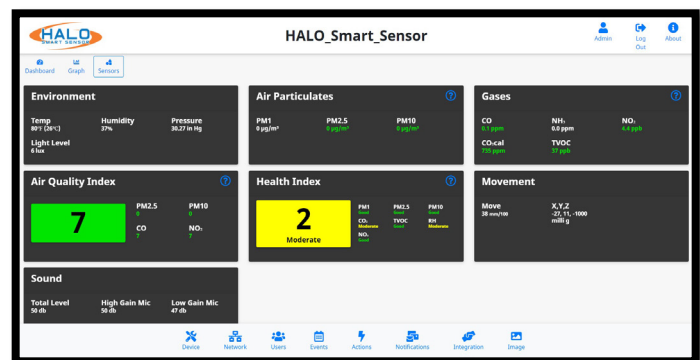 HALO
SMART SENSOR
HALO_Smart_Sensor
Admin
Log
Out
About
Dashboard
Graph
Sensors
Environment
Temp
80°F (26°C)
Humidity
37%
Pressure
30.27 in Hg
Light Level
6 lux
Air Particulates
PM1
0 µg/m³
PM2.5
0 µg/m³
PM10
0 µg/m³
Gases
CO
0.1 ppm
NH₃
0.0 ppm
NO₂
4.4 ppb
CO₂cal
735 ppm
TVOC
37 ppb
Air Quality Index
7
PM2.5
0
PM10
0
CO
?
NO₂
?
Health Index
2
Moderate
PM1
Good
PM2.5
Good
PM10
Good
CO₂
Moderate
TVOC
Good
RH
Moderate
NO₂
Good
Movement
Move
38 mm/100
X,Y,Z
-27, 11, -1000
milli g
Sound
Total Level
50 db
High Gain Mic
50 db
Low Gain Mic
47 db
Device
Network
Users
Events
Actions
Notifications
Integration
Image